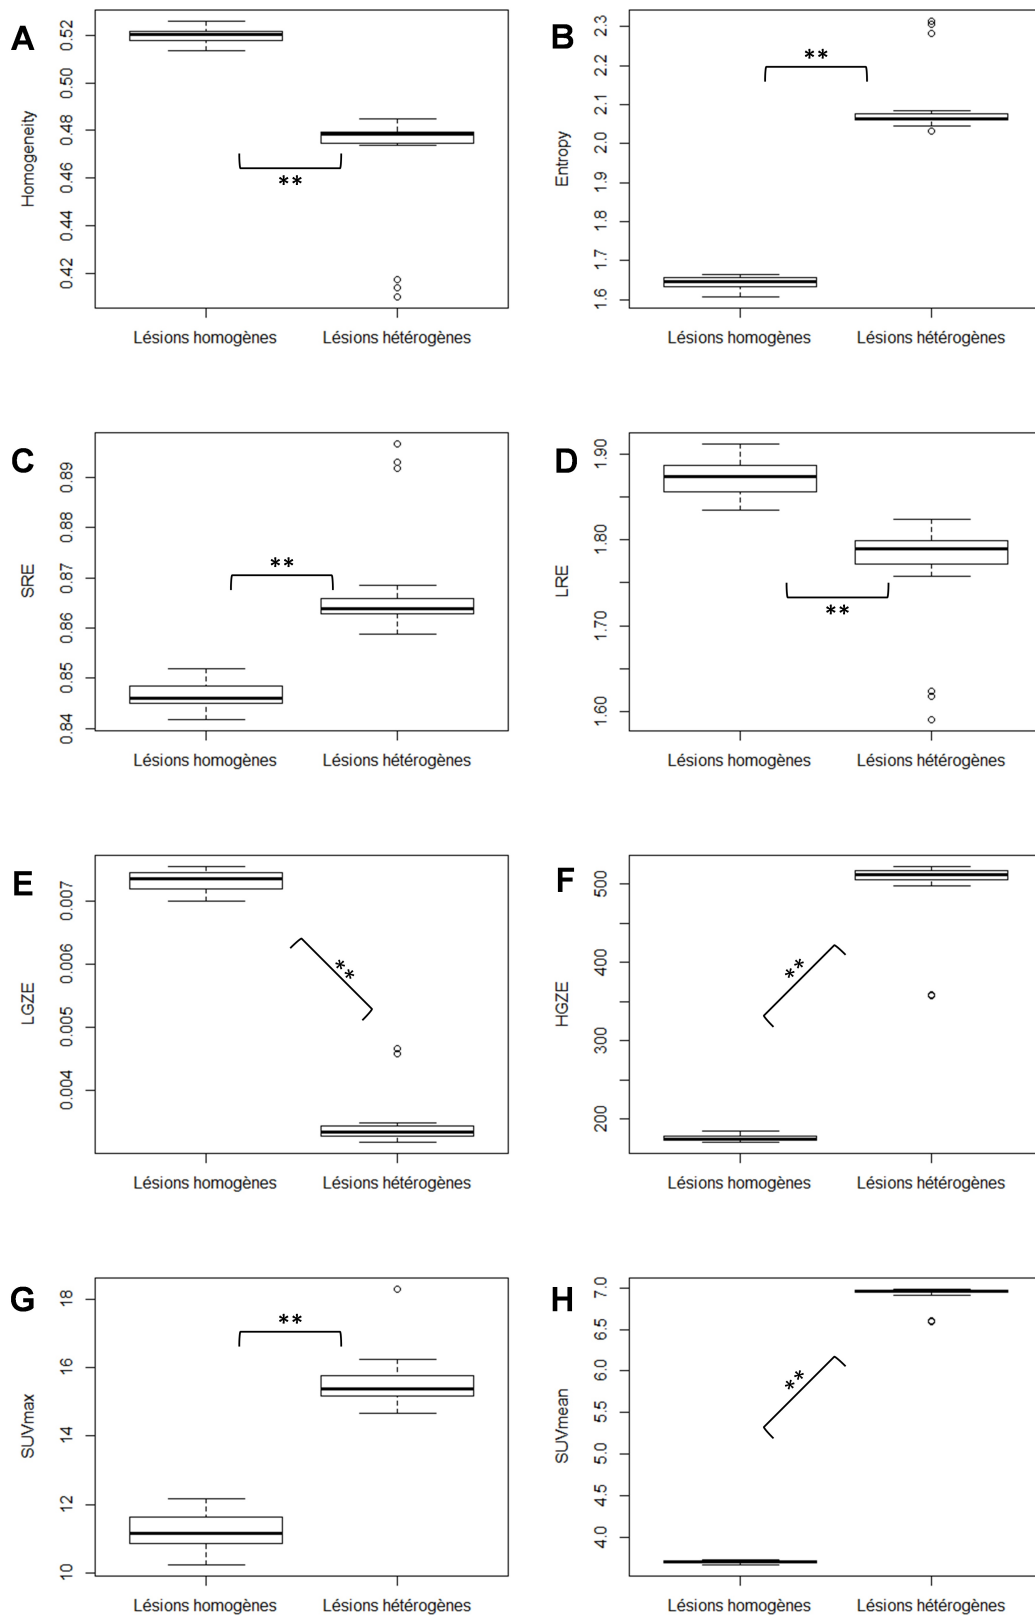 A
Homogeneity
0.52
0.50
0.48
0.46
0.44
0.42
**
Lésions homogènes
Lésions hétérogènes
B
Entropy
2.3
2.2
2.1
2.0
1.9
1.8
1.7
1.6
**
Lésions homogènes
Lésions hétérogènes
C
SRE
0.89
0.88
0.87
0.86
0.85
0.84
**
Lésions homogènes
Lésions hétérogènes
D
LRE
1.90
1.80
1.70
1.60
**
Lésions homogènes
Lésions hétérogènes
E
LGZE
0.007
0.006
0.005
0.004
**
Lésions homogènes
Lésions hétérogènes
F
HGZE
500
400
300
200
**
Lésions homogènes
Lésions hétérogènes
G
SUVmax
18
16
14
12
10
**
Lésions homogènes
Lésions hétérogènes
H
SUVmean
7.0
6.5
6.0
5.5
5.0
4.5
4.0
**
Lésions homogènes
Lésions hétérogènes